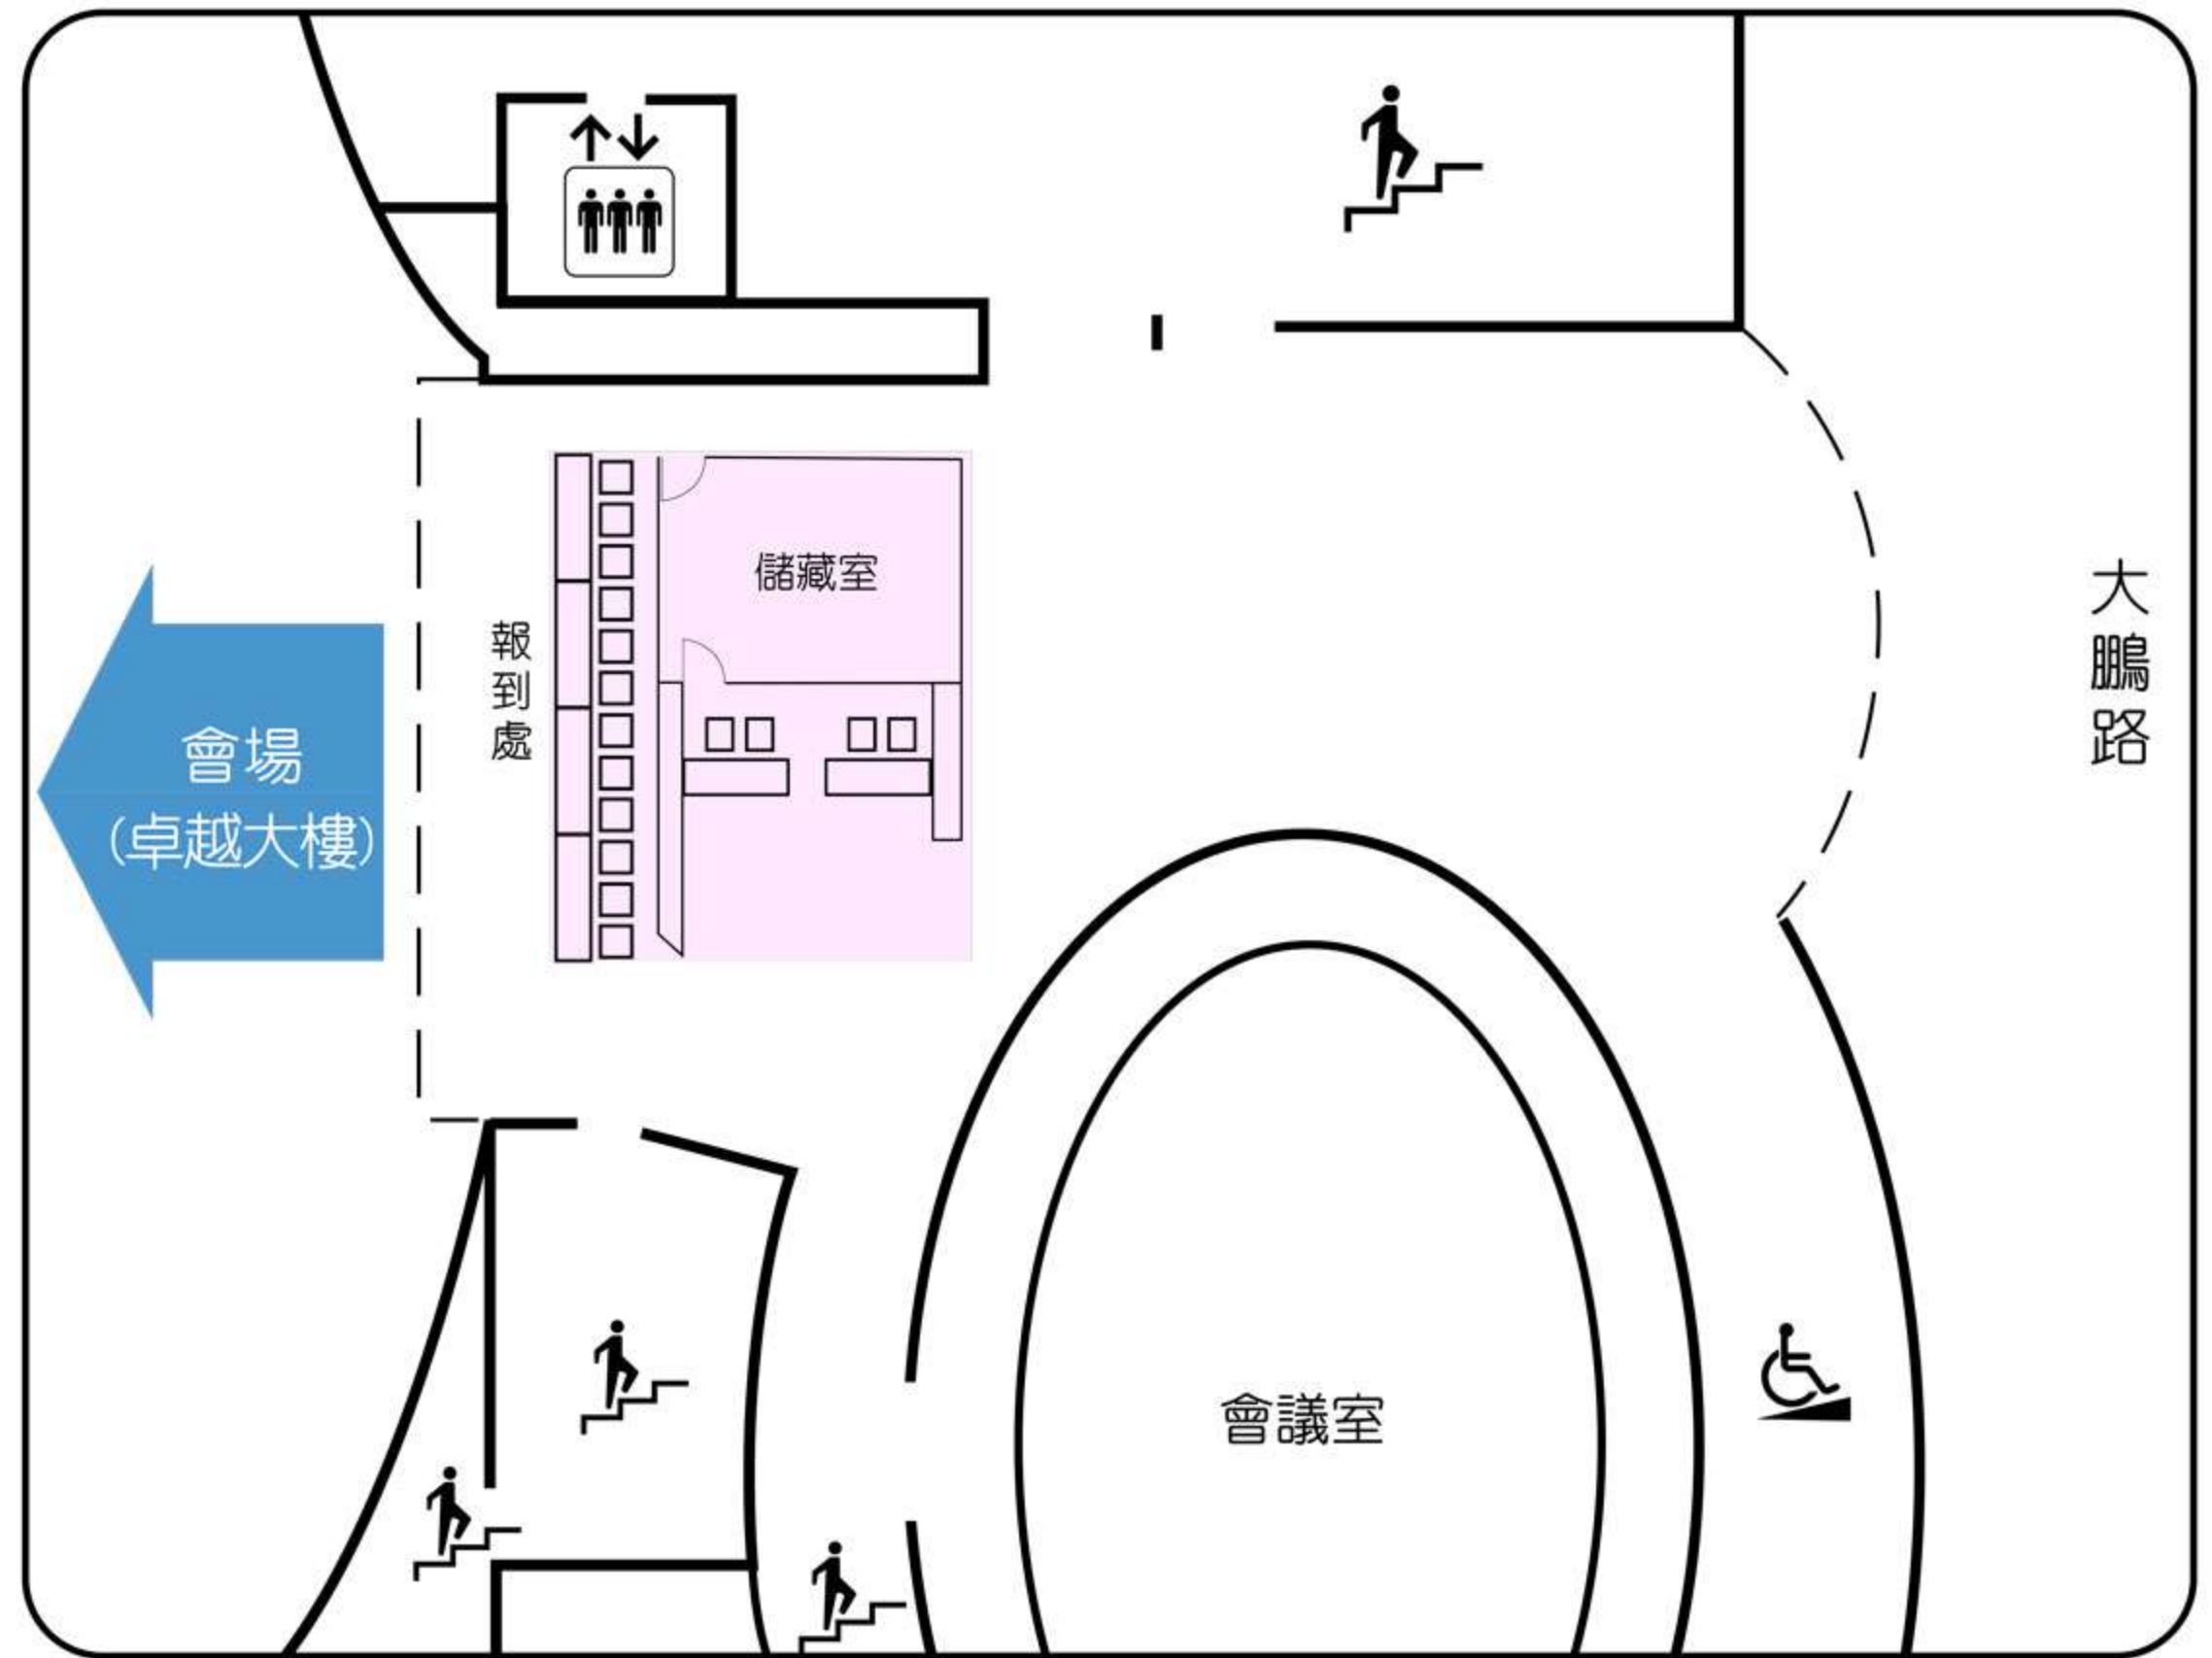 儲藏室
報到處
大鵬路
會場
(卓越大樓)
會議室